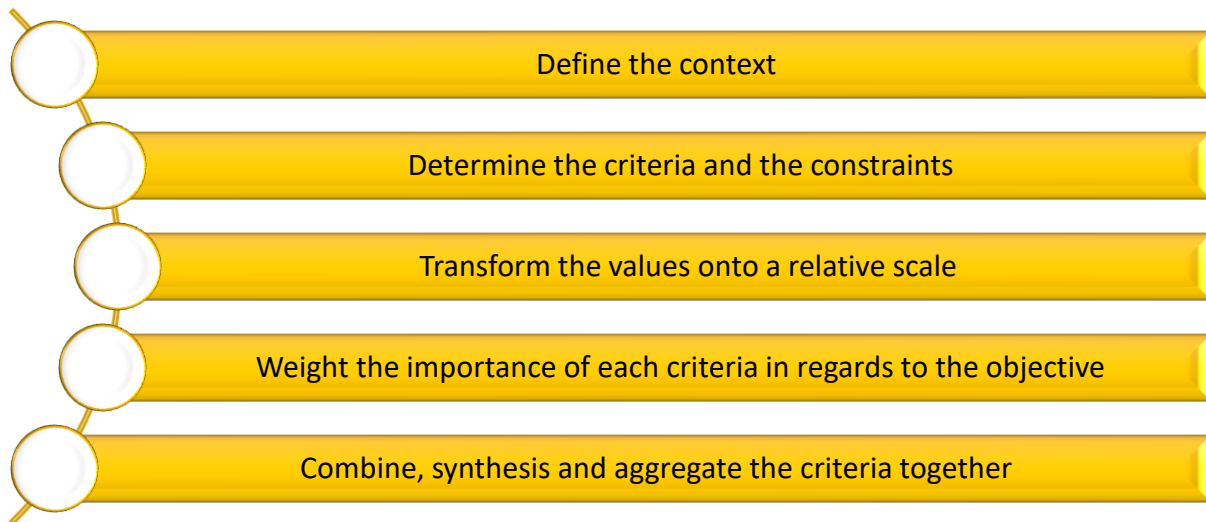 Define the context
Determine the criteria and the constraints
Transform the values onto a relative scale
Weight the importance of each criteria in regards to the objective
Combine, synthesis and aggregate the criteria together